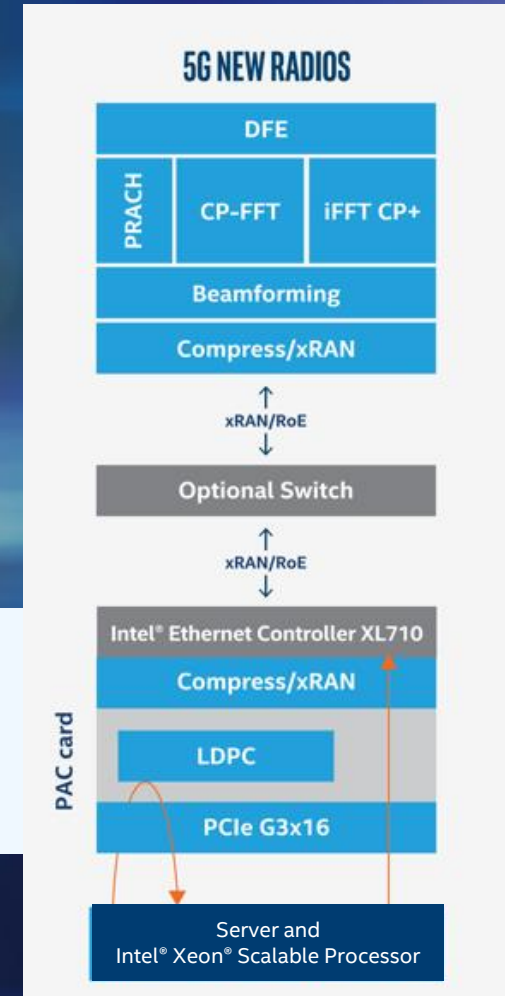 5G NEW RADIOS
DFE
PRACH
CP-FFT
iFFT CP+
Beamforming
Compress/xRAN
xRAN/RoE
Optional Switch
xRAN/RoE
Intel® Ethernet Controller XL710
Compress/xRAN
PAC card
LDPC
PCIe G3x16
Server and
Intel® Xeon® Scalable Processor